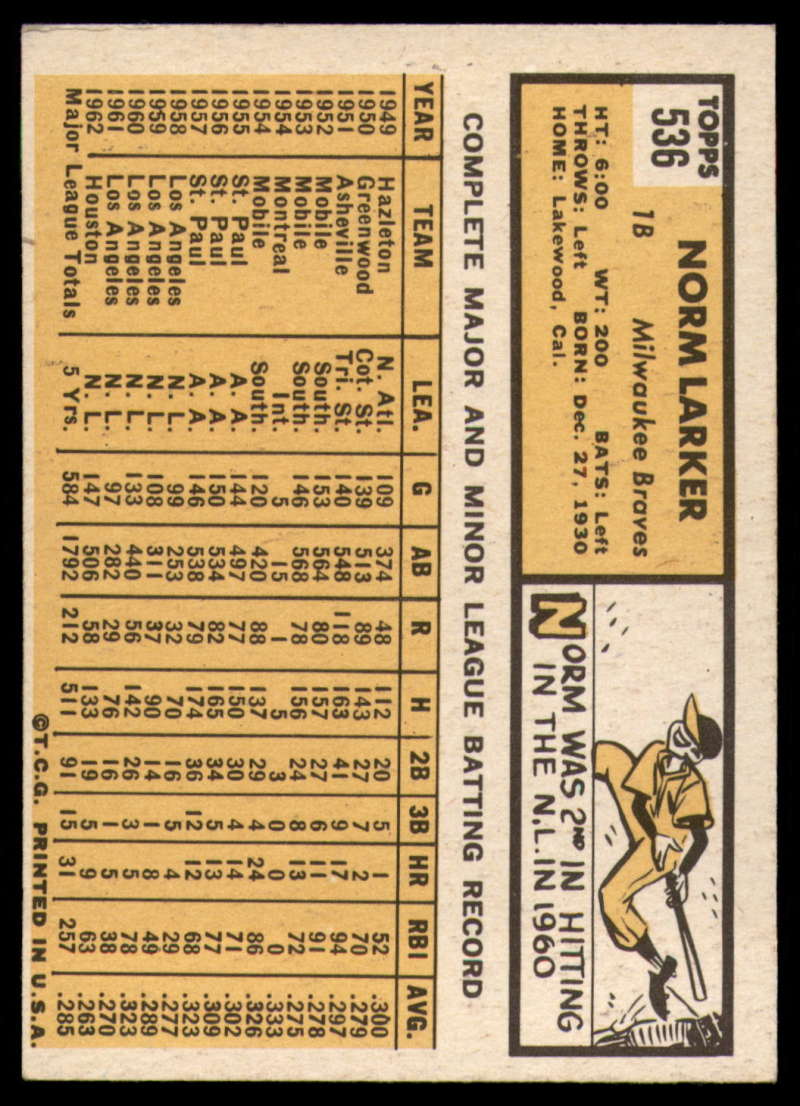 TOPPS
536
NORM LARKER
1B Milwaukee Braves
HT: 6:00 WT: 200 BATS: Left
THROWS: Left BORN: Dec. 27, 1930
HOME: Lakewood, Cal.
NORM WAS 2ND IN HITTING
IN THE N.L. IN 1960
COMPLETE MAJOR AND MINOR LEAGUE BATTING RECORD
YEAR TEAM LEA. G AB R H 2B 3B HR RBI AVG.
1949 Hazleton N. Atl. 109 374 48 112 20 5 1 52 .300
1950 Greenwood Cot. St. 139 513 89 143 27 7 2 70 .279
1951 Asheville Tri. St. 140 548 118 163 41 9 17 94 .297
1952 Mobile South. 153 564 80 157 27 6 11 91 .278
1953 Mobile South. 146 568 78 156 24 8 13 72 .275
1954 Montreal Int. 5 15 1 5 3 0 0 0 .333
1954 Mobile South. 120 420 88 137 29 4 24 86 .326
1955 St. Paul A. A. 144 497 77 150 30 4 14 71 .302
1956 St. Paul A. A. 150 534 82 165 34 5 13 77 .309
1957 St. Paul A. A. 146 538 79 174 36 12 12 68 .323
1958 Los Angeles N. L. 99 253 32 70 16 5 4 29 .277
1959 Los Angeles N. L. 108 311 37 90 14 1 8 49 .289
1960 Los Angeles N. L. 133 440 56 142 26 3 5 78 .323
1961 Los Angeles N. L. 97 282 29 76 16 1 5 38 .270
1962 Houston N. L. 147 506 58 133 19 5 9 63 .263
Major League Totals 5 Yrs. 584 1792 212 511 91 15 31 257 .285
©T.C.G. PRINTED IN U.S.A.